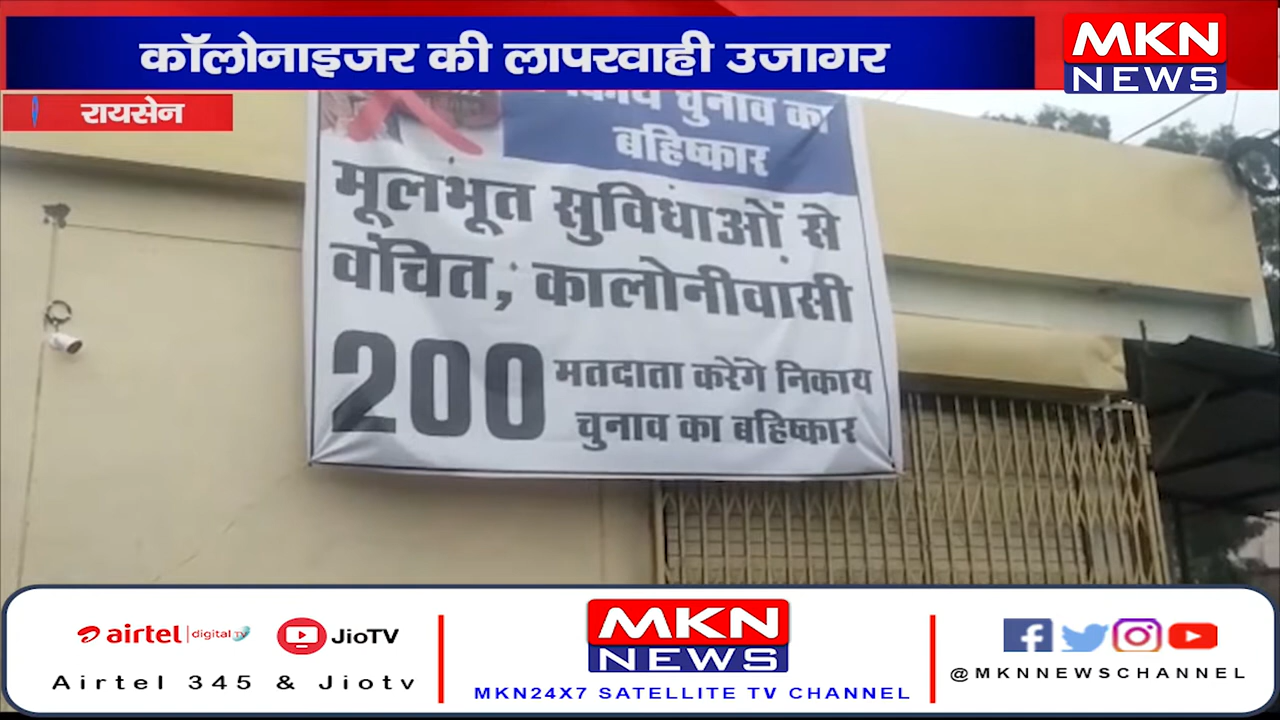 कॉलोनाइजर की लापरवाही उजागर
MKN
NEWS
रायसेन
चुनाव का
बहिष्कार
मूलभूत सुविधाओं से
वंचित, कालोनीवासी
200 मतदाता करेंगे निकाय
चुनाव का बहिष्कार
airtel digital TV
JioTV
Airtel 345 & Jiotv
MKN
NEWS
MKN24X7 SATELLITE TV CHANNEL
@MKNNEWSCHANNEL